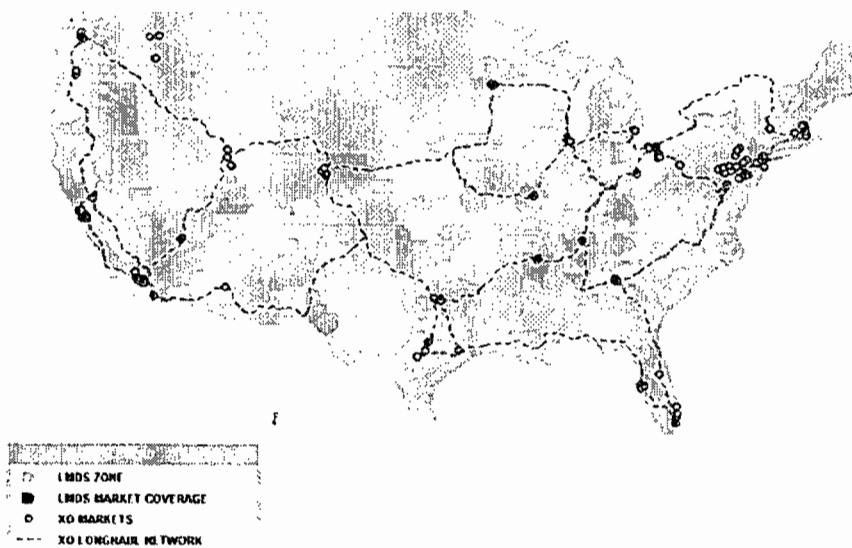 LMDS ZONE
LMDS MARKET COVERAGE
XO MARKETS
XO LONGHAUL NETWORK